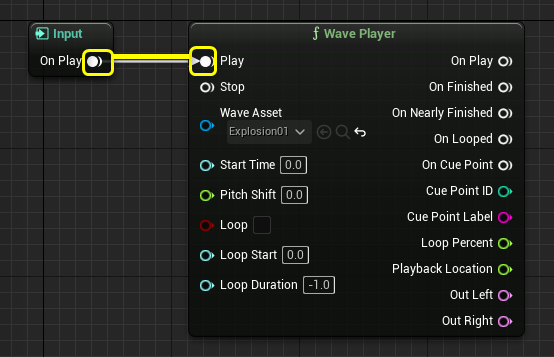 Input
On Play
Wave Player
Play
Stop
Wave Asset
Explosion01
Start Time 0.0
Pitch Shift 0.0
Loop
Loop Start 0.0
Loop Duration -1.0
On Play
On Finished
On Nearly Finished
On Looped
On Cue Point
Cue Point ID
Cue Point Label
Loop Percent
Playback Location
Out Left
Out Right